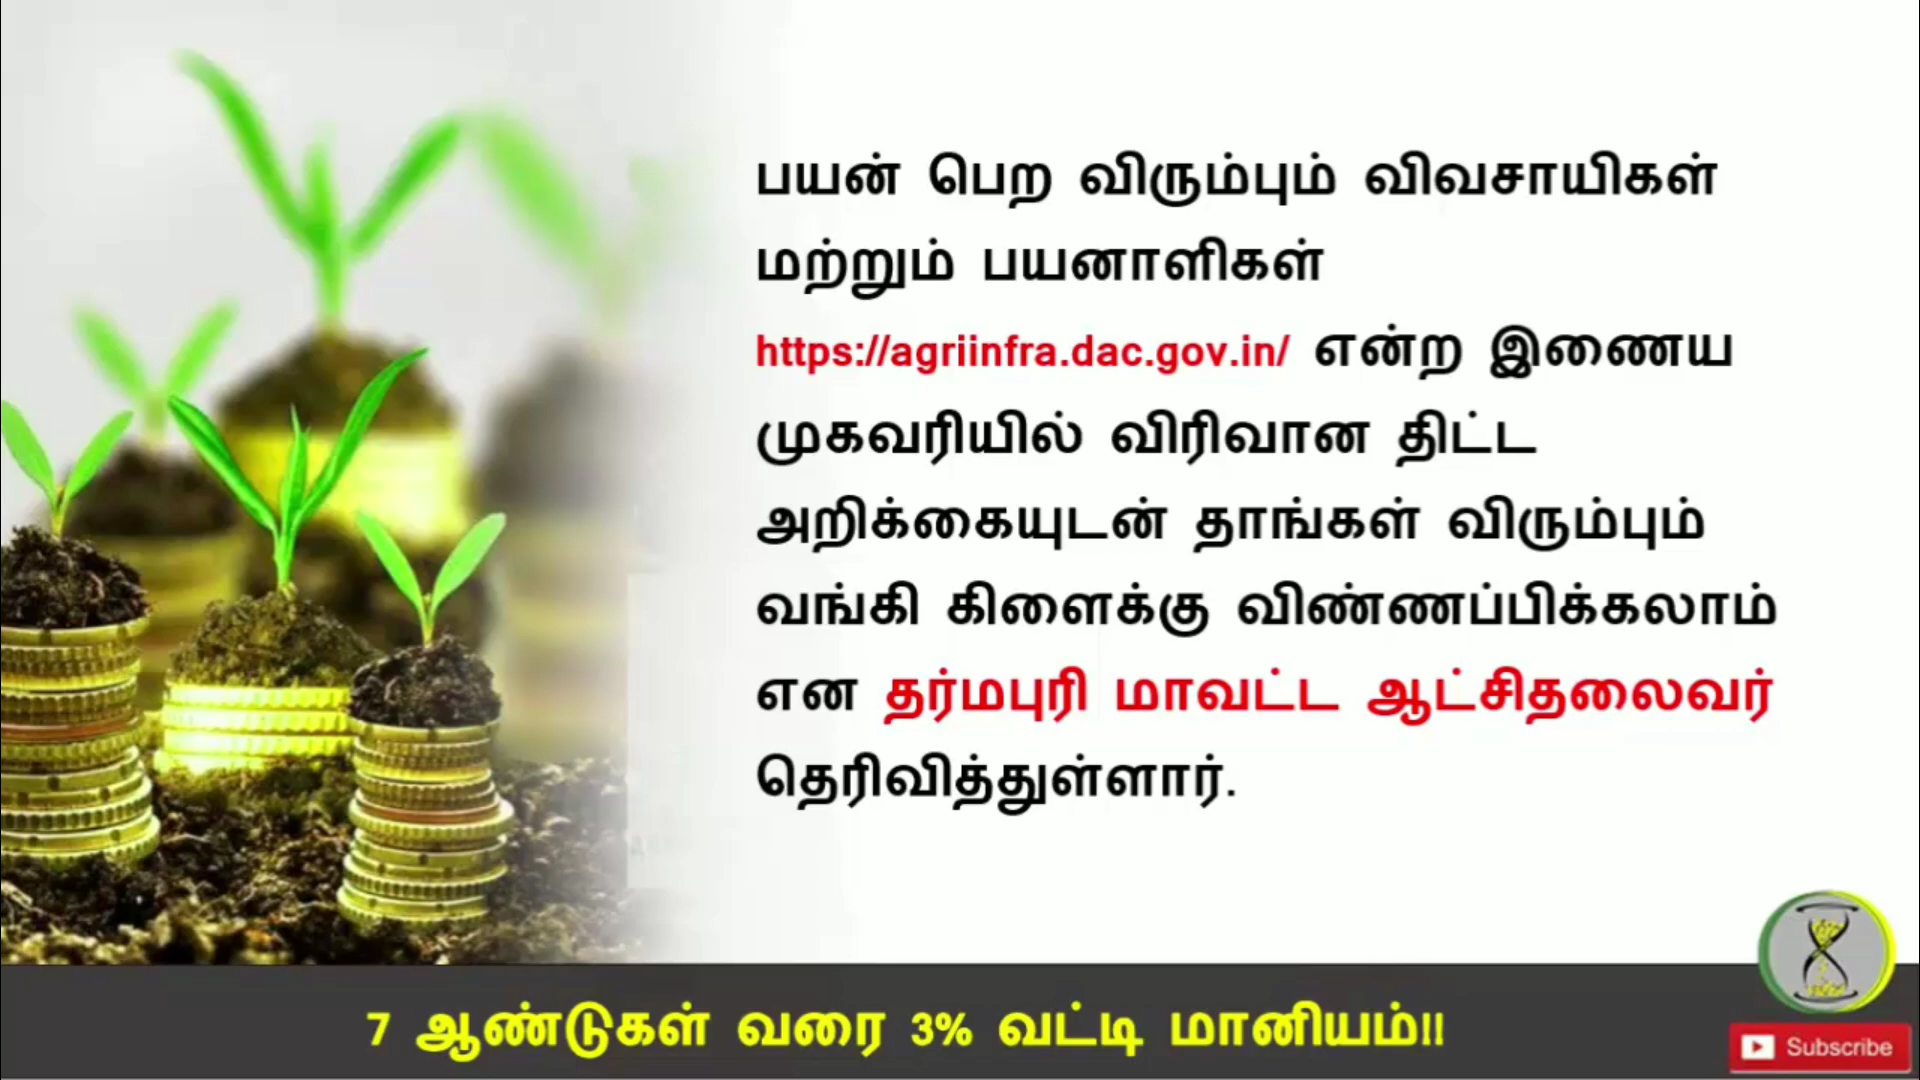 பயன் பெற விரும்பும் விவசாயிகள்
மற்றும் பயனாளிகள்
https://agriinfra.dac.gov.in/ என்ற இணைய
முகவரியில் விரிவான திட்ட
அறிக்கையுடன் தாங்கள் விரும்பும்
வங்கி கிளைக்கு விண்ணப்பிக்கலாம்
என தர்மபுரி மாவட்ட ஆட்சிதலைவர்
தெரிவித்துள்ளார்.
7 ஆண்டுகள் வரை 3% வட்டி மானியம்!!
Subscribe